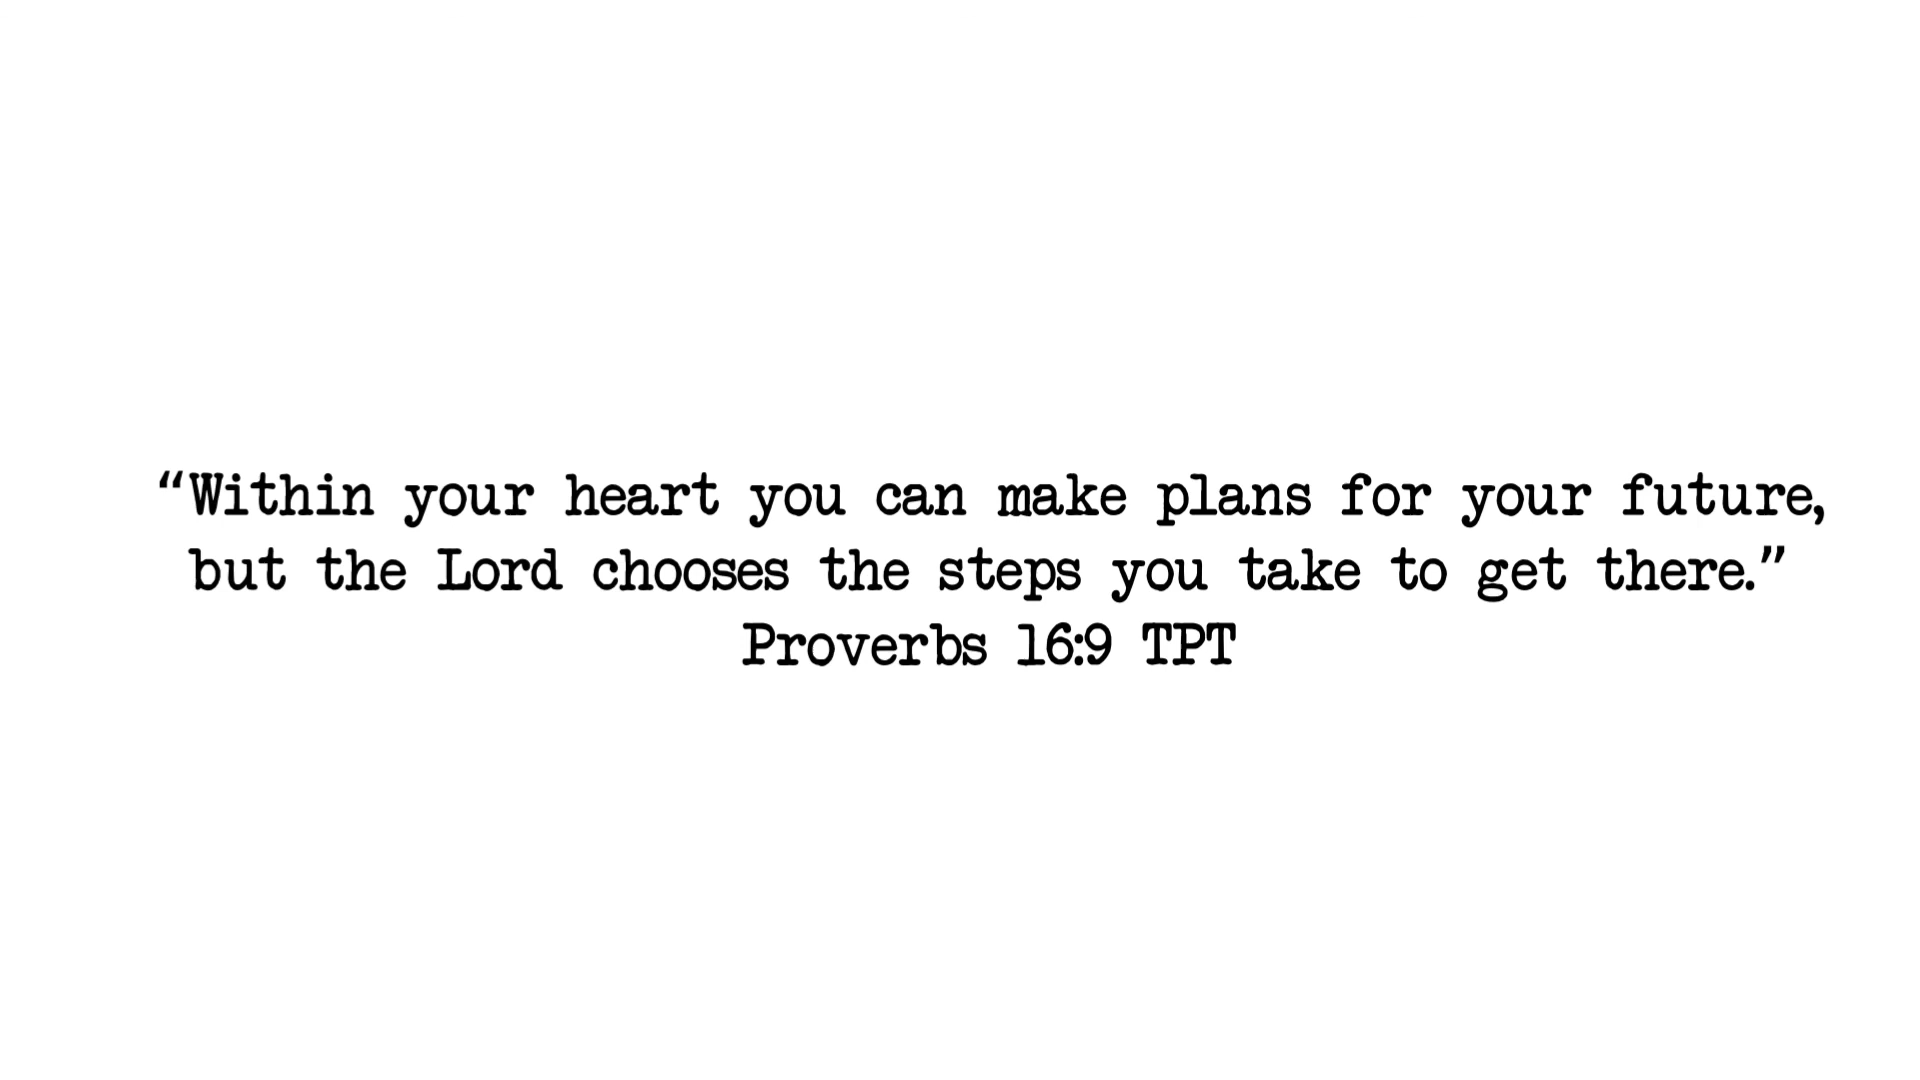 “Within your heart you can make plans for your future,
but the Lord chooses the steps you take to get there.”
Proverbs 16:9 TPT